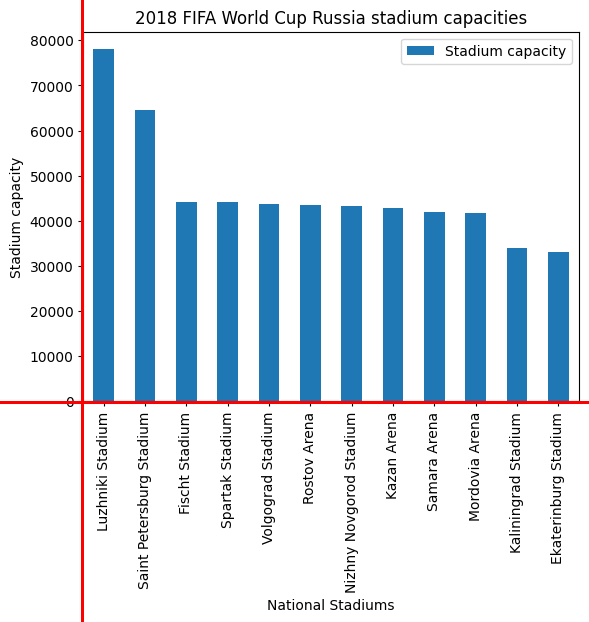 2018 FIFA World Cup Russia stadium capacities
Stadium capacity
80000
70000
60000
50000
40000
30000
20000
10000
0
Stadium capacity
Luzhniki Stadium
Saint Petersburg Stadium
Fischt Stadium
Spartak Stadium
Volgograd Stadium
Rostov Arena
Nizhny Novgorod Stadium
Kazan Arena
Samara Arena
Mordovia Arena
Kaliningrad Stadium
Ekaterinburg Stadium
National Stadiums